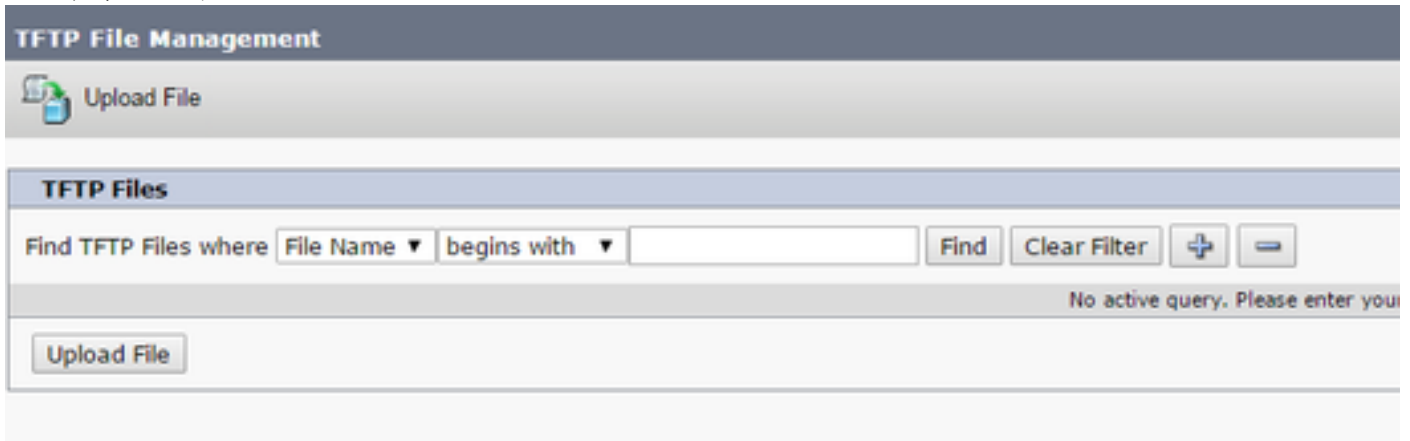 TFTP File Management
Upload File
TFTP Files
Find TFTP Files where File Name ▼ begins with ▼ Find Clear Filter
No active query. Please enter your
Upload File